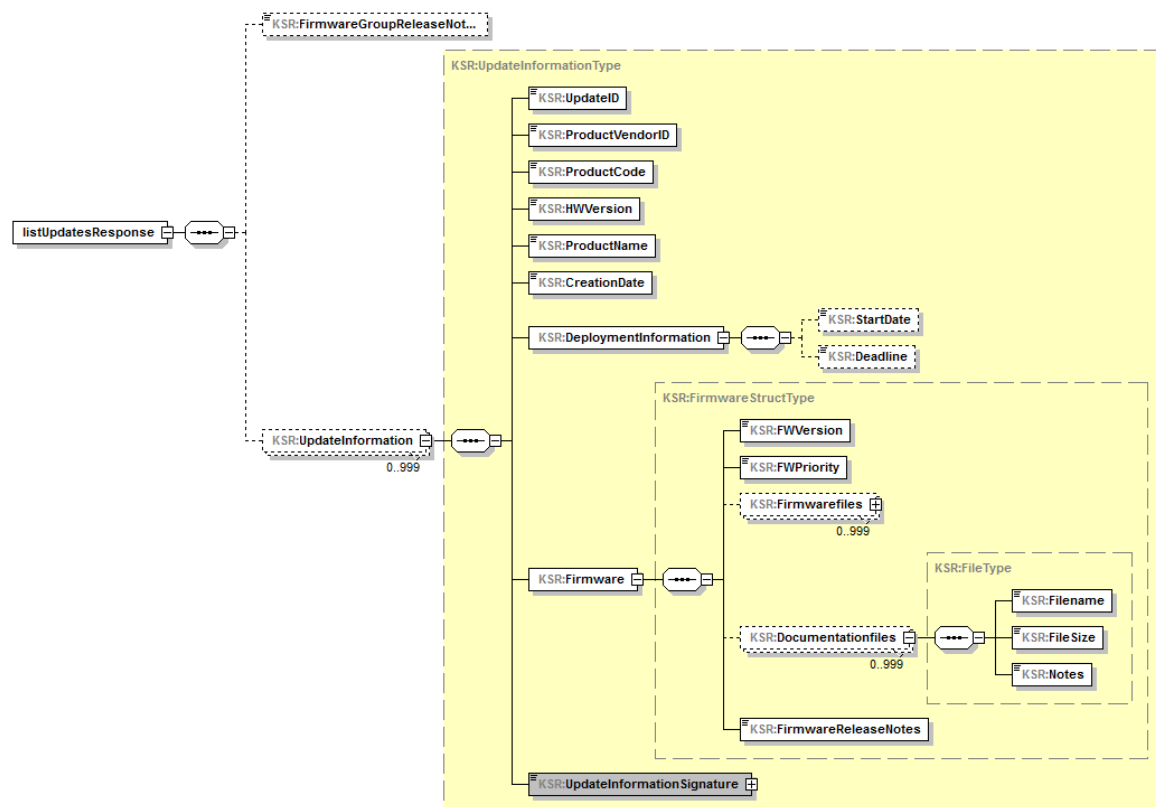 KSR:FirmwareGroupReleaseNot...
KSR:UpdateInformationType
KSR:UpdateID
KSR:ProductVendorID
KSR:ProductCode
KSR:HWVersion
listUpdatesResponse
KSR:ProductName
KSR:CreationDate
KSR:StartDate
KSR:DeploymentInformation
KSR:Deadline
KSR:FirmwareStructType
KSR:FWVersion
KSR:UpdateInformation
0..999
KSR:FWPriority
KSR:Firmwarefiles
0..999
KSR:FileType
KSR:Firmware
KSR:Filename
KSR:Documentationfiles
0..999
KSR:FileSize
KSR:Notes
KSR:FirmwareReleaseNotes
KSR:UpdateInformationSignature